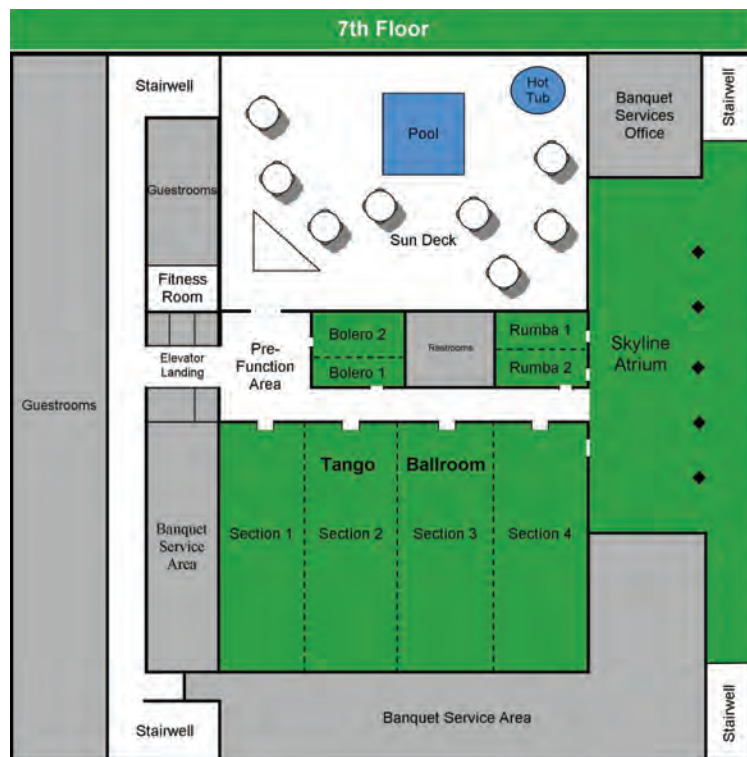 7th Floor
Stairwell
Hot
Tub
Pool
Banquet
Services
Office
Stairwell
Guestrooms
Sun Deck
Fitness
Room
Bolero 2
Rumba 1
Pre-
Function
Area
Restrooms
Skyline
Atrium
Elevator
Landing
Bolero 1
Rumba 2
Guestrooms
Tango Ballroom
Banquet
Service
Area
Section 1
Section 2
Section 3
Section 4
Stairwell
Banquet Service Area
Stairwell